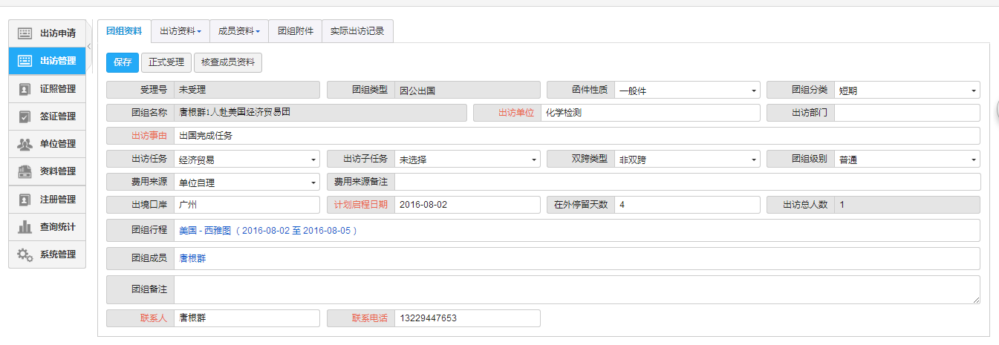 出访申请
出访管理
证照管理
签证管理
单位管理
资料管理
注册管理
查询统计
系统管理
团组资料 出访资料 成员资料 团组附件 实际出访记录
保存 正式受理 核查成员资料
受理号 未受理 团组类型 因公出国 函件性质 一般件 团组分类 短期
团组名称 唐根群1人赴美国经济贸易团 出访单位 化学检测 出访部门
出访事由 出国完成任务
出访任务 经济贸易 出访子任务 未选择 双跨类型 非双跨 团组级别 普通
费用来源 单位自理 费用来源备注
出境口岸 广州 计划启程日期 2016-08-02 在外停留天数 4 出访总人数 1
团组行程 美国 - 西雅图 （ 2016-08-02 至 2016-08-05 ）
团组成员 唐根群
团组备注
联系人 唐根群 联系电话 13229447653